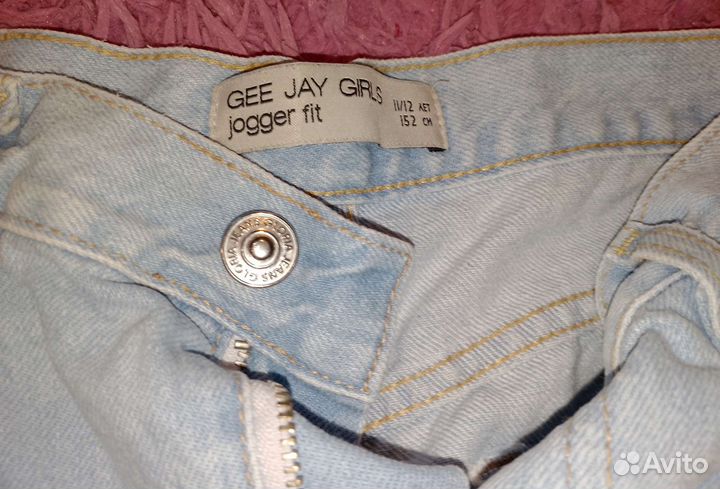 GEE JAY GIRLS
jogger fit
11/12 ЛЕТ
152 СМ
GLORIA JEANS GLORIA JEANS
Avito